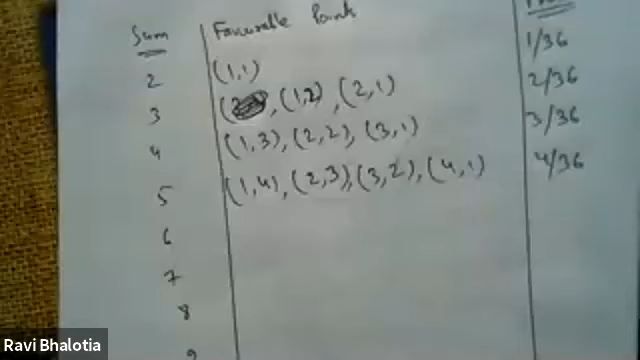 Sum Favourable Points
2 (1,1) 1/36
3 (1,2), (2,1) 2/36
4 (1,3), (2,2), (3,1) 3/36
5 (1,4), (2,3), (3,2), (4,1) 4/36
6
7
8
9
Ravi Bhalotia